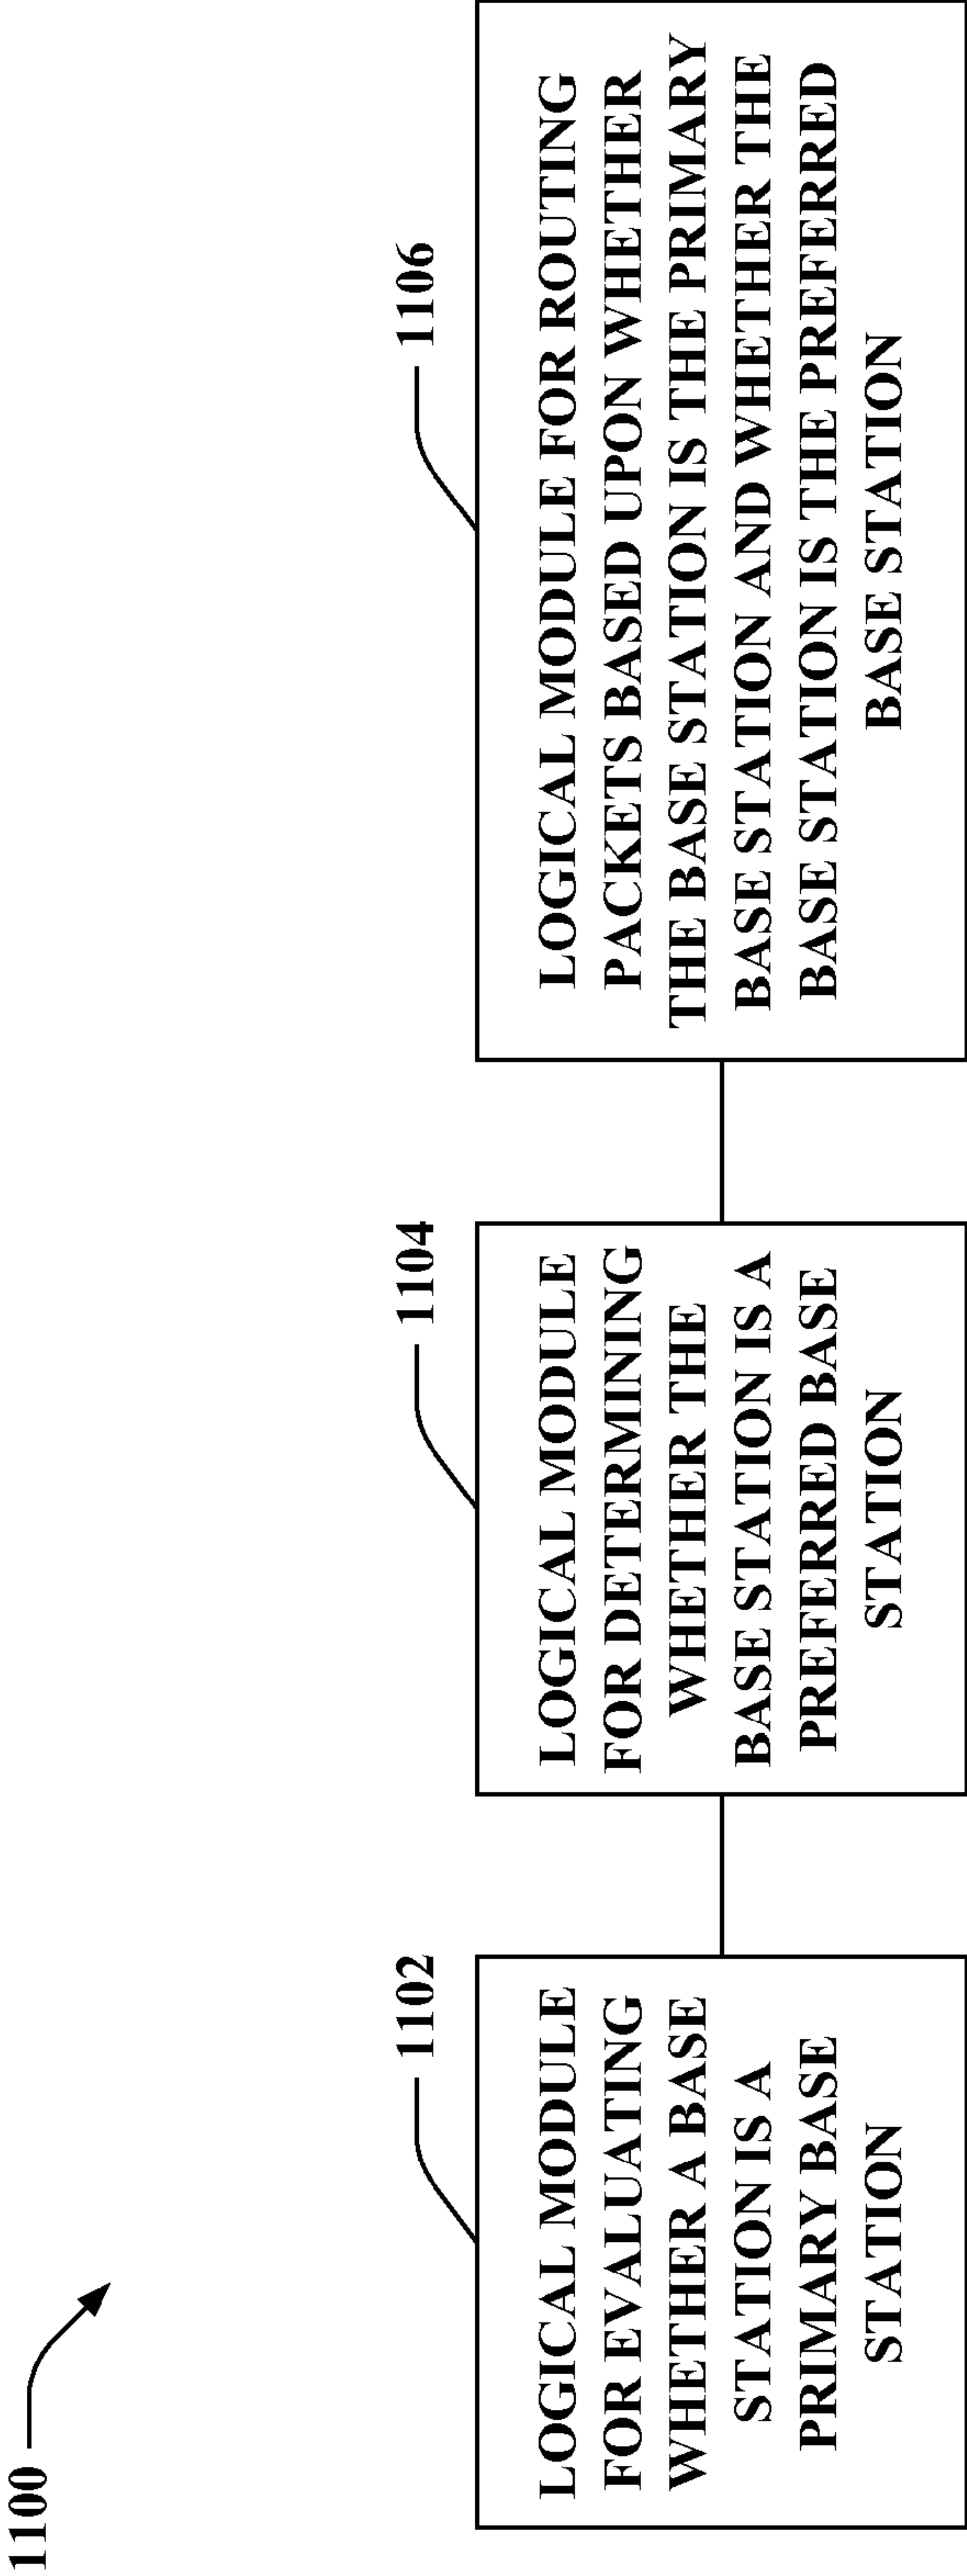 1100
1102
LOGICAL MODULE
FOR EVALUATING
WHETHER A BASE
STATION IS A
PRIMARY BASE
STATION
1104
LOGICAL MODULE
FOR DETERMINING
WHETHER THE
BASE STATION IS A
PREFERRED BASE
STATION
1106
LOGICAL MODULE FOR ROUTING
PACKETS BASED UPON WHETHER
THE BASE STATION IS THE PRIMARY
BASE STATION AND WHETHER THE
BASE STATION IS THE PREFERRED
BASE STATION